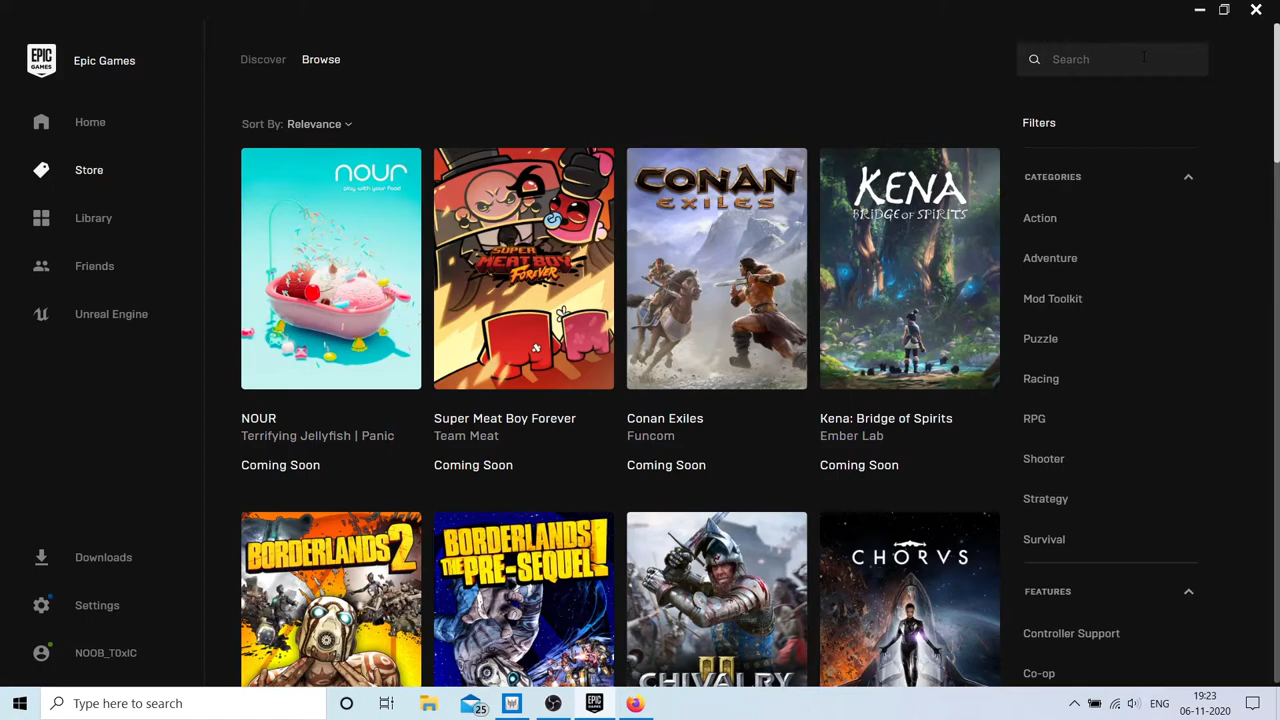 EPIC
GAMES
Epic Games
Home
Store
Library
Friends
Unreal Engine
Downloads
Settings
NOOB_T0xIC
Discover
Browse
Search
Sort By: Relevance
Filters
nour
play with your food
SUPER
MEAT BOY
FOREVER
CONAN
EXILES
KENA
BRIDGE OF SPIRITS
NOUR
Terrifying Jellyfish | Panic
Coming Soon
Super Meat Boy Forever
Team Meat
Coming Soon
Conan Exiles
Funcom
Coming Soon
Kena: Bridge of Spirits
Ember Lab
Coming Soon
BORDERLANDS 2
BORDERLANDS
THE PRE-SEQUEL!
CHIVALRY
II
CHORVS
CATEGORIES
Action
Adventure
Mod Toolkit
Puzzle
Racing
RPG
Shooter
Strategy
Survival
FEATURES
Controller Support
Co-op
Type here to search
25
EPIC
GAMES
ENG
19:23
06-11-2020